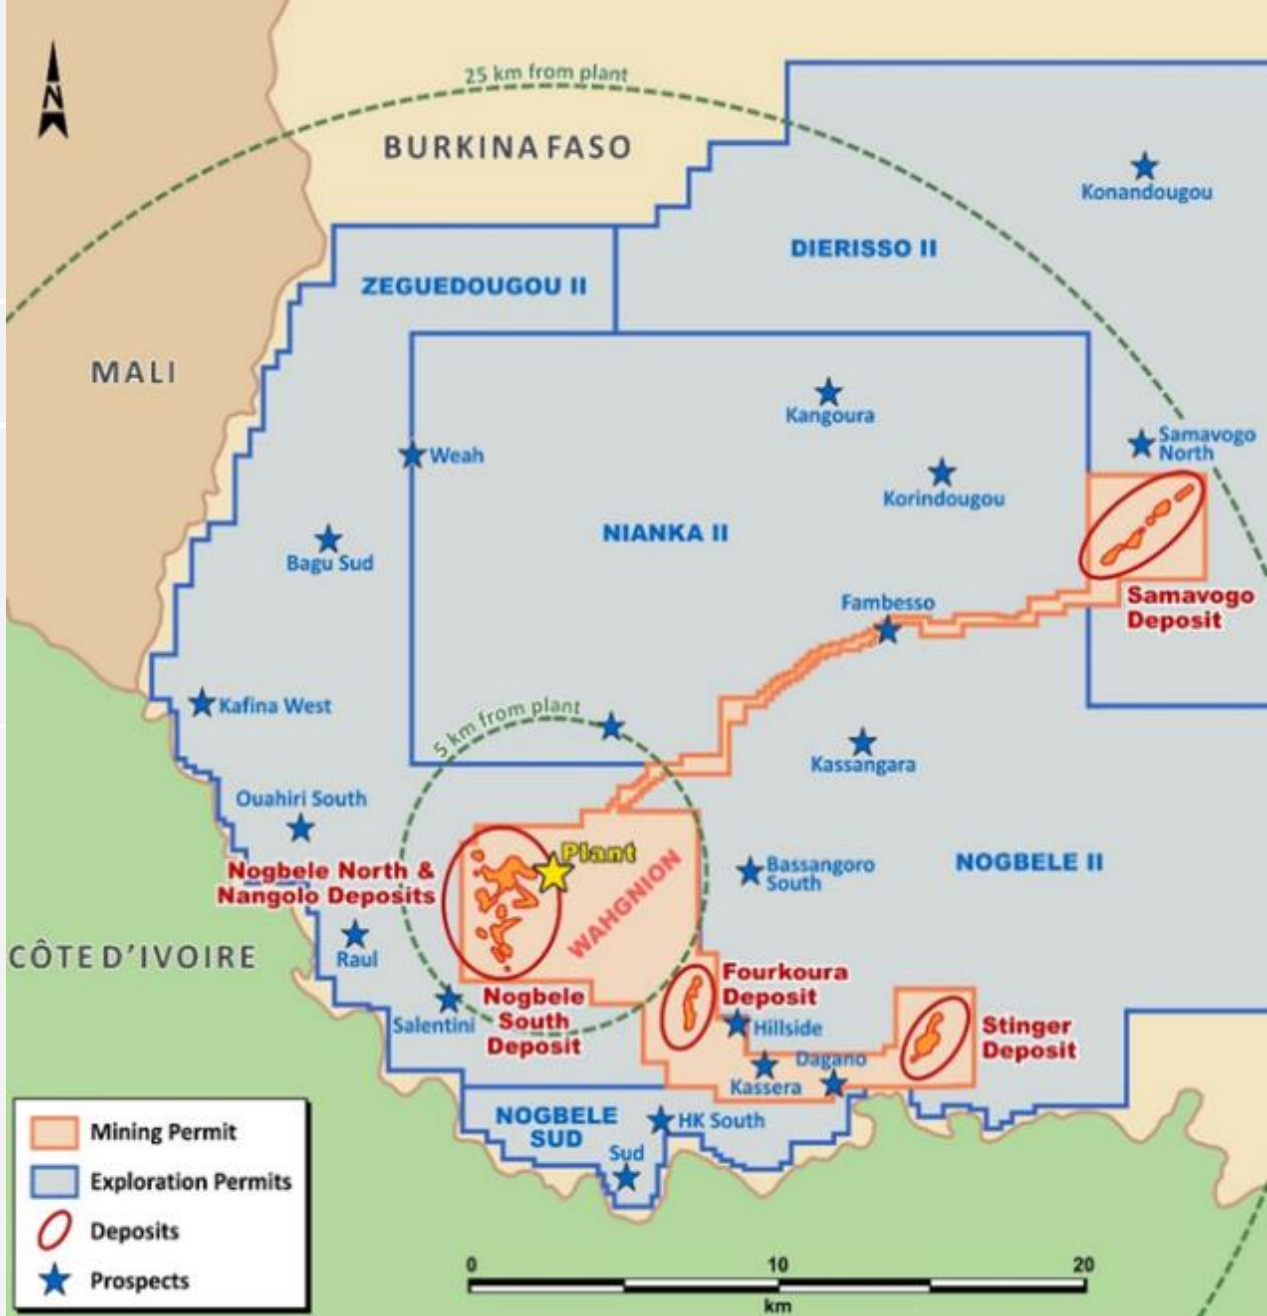 25 km from plant
N
BURKINA FASO
Konandougou
DIERISSO II
ZEGUEDOUGOU II
MALI
Kangoura
Samavogo
North
Weah
Korindougou
NIANKA II
Bagu Sud
Samavogo
Deposit
Fambesso
Kafina West
5 km from plant
Kassangara
Ouahiri South
Plant
Nogbele North &
Nangolo Deposits
WAHGNION
Bassangoro
South
NOGBELE II
CÔTE D'IVOIRE
Raul
Fourkoura
Deposit
Nogbele
South
Deposit
Salentini
Hillside
Stinger
Deposit
Dagano
Kassera
NOGBELE
SUD
HK South
Sud
Mining Permit
Exploration Permits
Deposits
Prospects
0 10 20
km